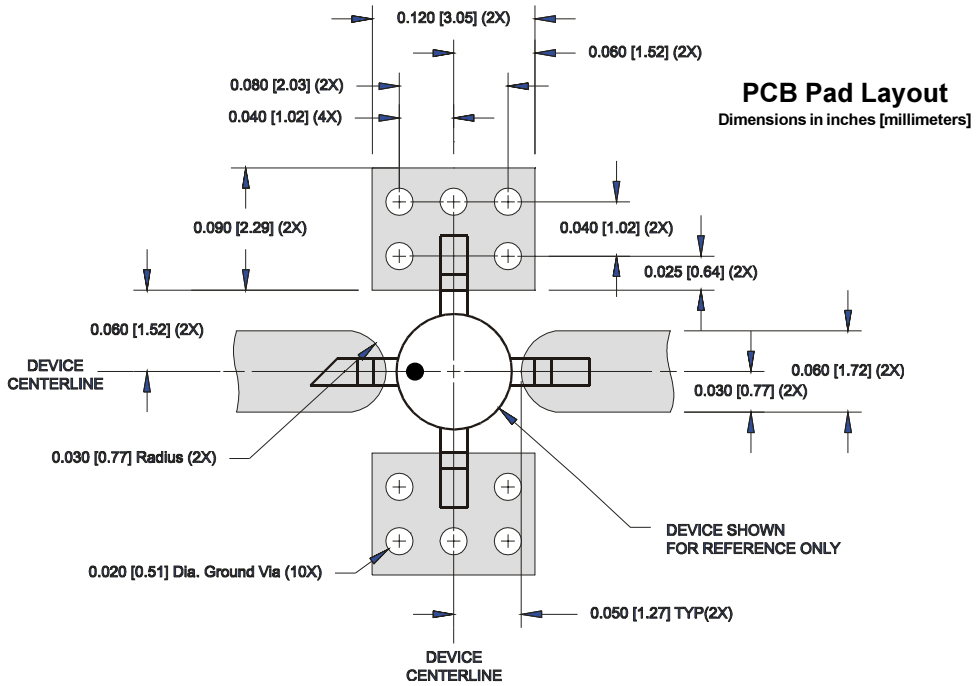 0.120 [3.05] (2X)
0.060 [1.52] (2X)
0.080 [2.03] (2X)
PCB Pad Layout
0.040 [1.02] (4X)
Dimensions in inches [millimeters]
0.090 [2.29] (2X)
0.040 [1.02] (2X)
0.025 [0.64] (2X)
0.060 [1.52] (2X)
DEVICE
CENTERLINE
0.060 [1.72] (2X)
0.030 [0.77] (2X)
0.030 [0.77] Radius (2X)
DEVICE SHOWN
FOR REFERENCE ONLY
0.020 [0.51] Dia. Ground Via (10X)
0.050 [1.27] TYP(2X)
DEVICE
CENTERLINE